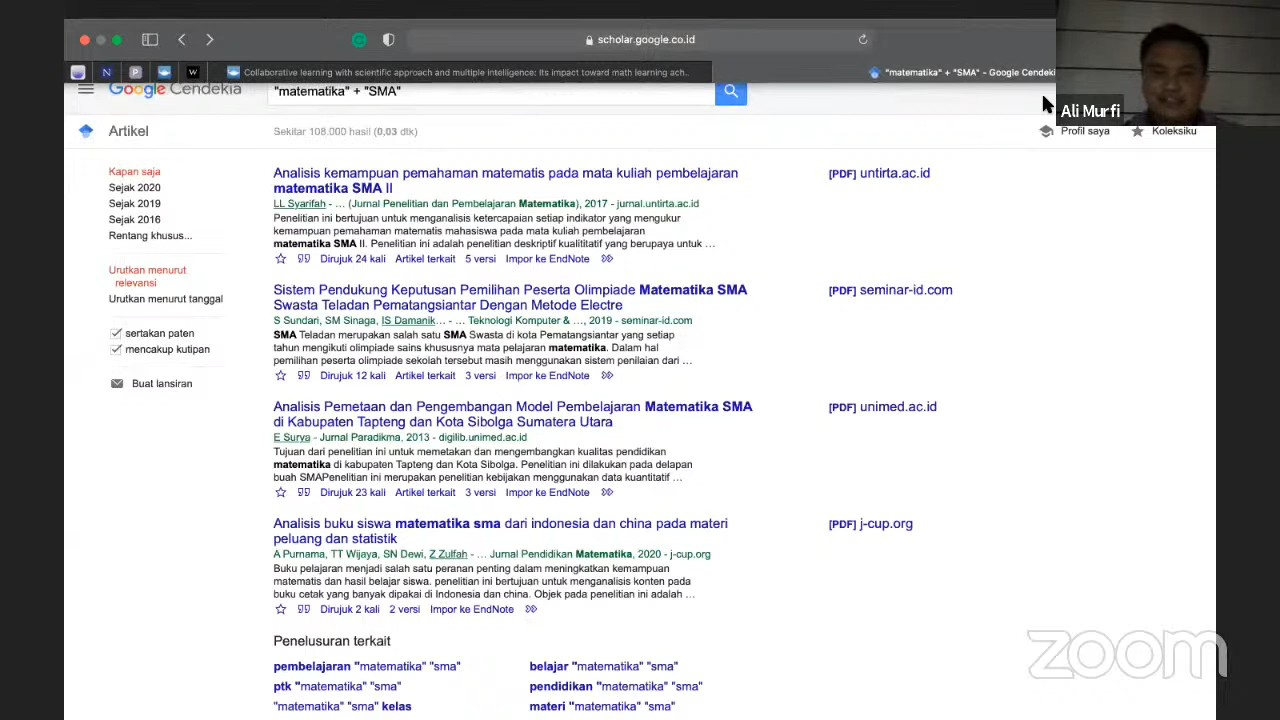 scholar.google.co.id
N P W Collaborative learning with scientific approach and multiple intelligence: Its impact toward math learning ach... "matematika" + "SMA" - Google Cendeki
Google Cendekia "matematika" + "SMA"
Ali Murfi
Artikel Sekitar 108.000 hasil (0,03 dtk) Profil saya Koleksiku
Kapan saja
Sejak 2020
Sejak 2019
Sejak 2016
Rentang khusus...
Urutkan menurut
relevansi
Urutkan menurut tanggal
sertakan paten
mencakup kutipan
Buat lansiran
Analisis kemampuan pemahaman matematis pada mata kuliah pembelajaran
matematika SMA II
LL Syarifah - ... (Jurnal Penelitian dan Pembelajaran Matematika), 2017 - jurnal.untirta.ac.id
Penelitian ini bertujuan untuk menganalisis ketercapaian setiap indikator yang mengukur
kemampuan pemahaman matematis mahasiswa pada mata kuliah pembelajaran
matematika SMA II. Penelitian ini adalah penelitian deskriptif kualititatif yang berupaya untuk ...
Dirujuk 24 kali Artikel terkait 5 versi Impor ke EndNote
[PDF] untirta.ac.id
Sistem Pendukung Keputusan Pemilihan Peserta Olimpiade Matematika SMA
Swasta Teladan Pematangsiantar Dengan Metode Electre
S Sundari, SM Sinaga, IS Damanik... - ... Teknologi Komputer & ..., 2019 - seminar-id.com
SMA Teladan merupakan salah satu SMA Swasta di kota Pematangsiantar yang setiap
tahun mengikuti olimpiade sains khususnya mata pelajaran matematika. Dalam hal
pemilihan peserta olimpiade sekolah tersebut masih menggunakan sistem penilaian dari ...
Dirujuk 12 kali Artikel terkait 3 versi Impor ke EndNote
[PDF] seminar-id.com
Analisis Pemetaan dan Pengembangan Model Pembelajaran Matematika SMA
di Kabupaten Tapteng dan Kota Sibolga Sumatera Utara
E Surya - Jurnal Paradikma, 2013 - digilib.unimed.ac.id
Tujuan dari penelitian ini untuk memetakan dan mengembangkan kualitas pendidikan
matematika di kabupaten Tapteng dan Kota Sibolga. Penelitian ini dilakukan pada delapan
buah SMAPenelitian ini merupakan penelitian kebijakan menggunakan data kuantitatif ...
Dirujuk 23 kali Artikel terkait 3 versi Impor ke EndNote
[PDF] unimed.ac.id
Analisis buku siswa matematika sma dari indonesia dan china pada materi
peluang dan statistik
A Purnama, TT Wijaya, SN Dewi, Z Zulfah - ... Jurnal Pendidikan Matematika, 2020 - j-cup.org
Buku pelajaran menjadi salah satu peranan penting dalam meningkatkan kemampuan
matematis dan hasil belajar siswa. penelitian ini bertujuan untuk menganalisis konten pada
buku cetak yang banyak dipakai di Indonesia dan china. Objek pada penelitian ini adalah ...
Dirujuk 2 kali 2 versi Impor ke EndNote
[PDF] j-cup.org
Penelusuran terkait
pembelajaran "matematika" "sma" belajar "matematika" "sma"
ptk "matematika" "sma" pendidikan "matematika" "sma"
"matematika" "sma" kelas materi "matematika" "sma"
zoom